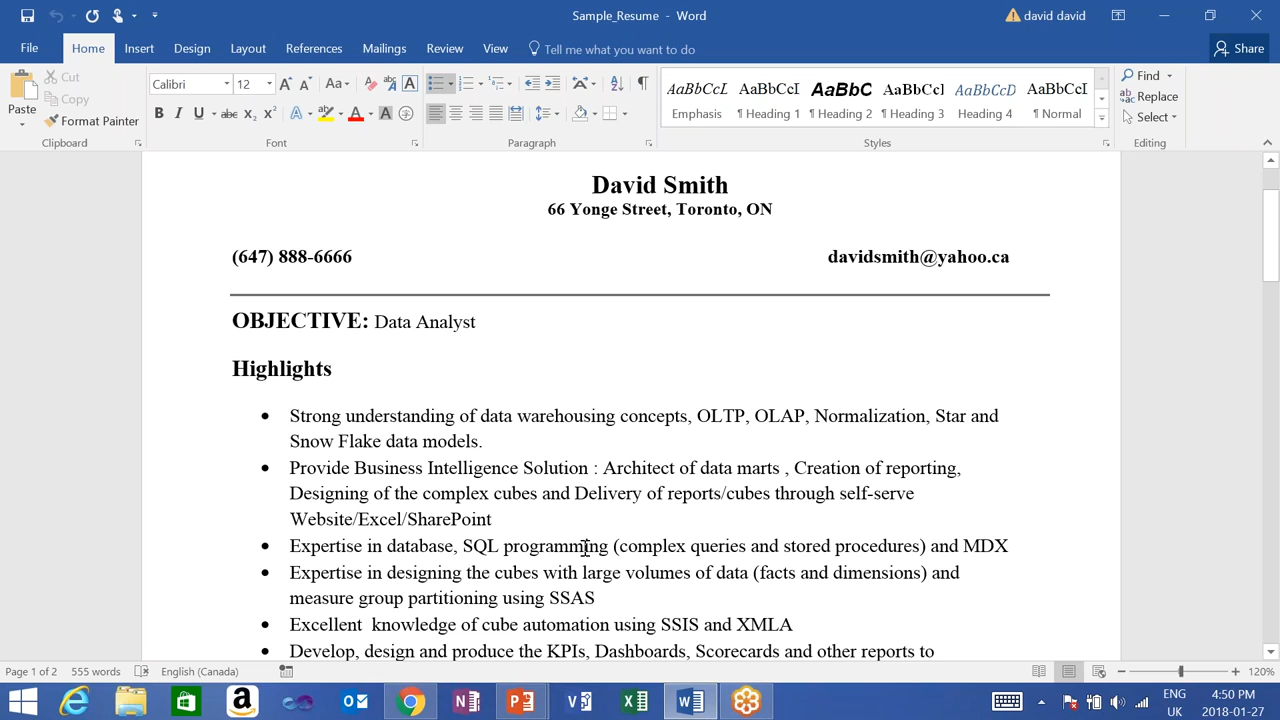 Sample_Resume - Word
david david
File Home Insert Design Layout References Mailings Review View Tell me what you want to do Share
Paste
Cut
Copy
Format Painter
Clipboard
Calibri 12
Font
Paragraph
AaBbCcL AaBbCcI AaBbC AaBbCcI AaBbCcD AaBbCcI
Emphasis ¶ Heading 1 ¶ Heading 2 ¶ Heading 3 Heading 4 ¶ Normal
Styles
Find
Replace
Select
Editing
David Smith
66 Yonge Street, Toronto, ON
(647) 888-6666 davidsmith@yahoo.ca
OBJECTIVE: Data Analyst
Highlights
• Strong understanding of data warehousing concepts, OLTP, OLAP, Normalization, Star and
Snow Flake data models.
• Provide Business Intelligence Solution : Architect of data marts , Creation of reporting,
Designing of the complex cubes and Delivery of reports/cubes through self-serve
Website/Excel/SharePoint
• Expertise in database, SQL programming (complex queries and stored procedures) and MDX
• Expertise in designing the cubes with large volumes of data (facts and dimensions) and
measure group partitioning using SSAS
• Excellent knowledge of cube automation using SSIS and XMLA
• Develop, design and produce the KPIs, Dashboards, Scorecards and other reports to
Page 1 of 2 555 words English (Canada) 120%
ENG 4:50 PM
UK 2018-01-27